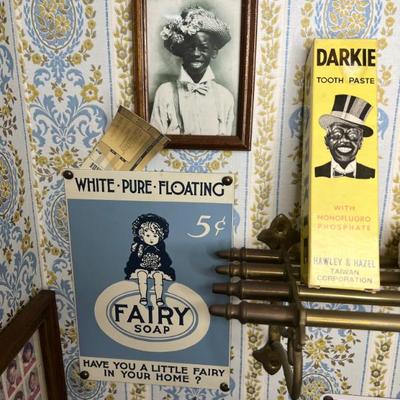 DARKIE
TOOTH PASTE
WITH
MONOFLUORO
PHOSPHATE
HAWLEY & HAZEL
TAIWAN
CORPORATION
WHITE·PURE·FLOATING
5¢
FAIRY
SOAP
HAVE YOU A LITTLE FAIRY
IN YOUR HOME?